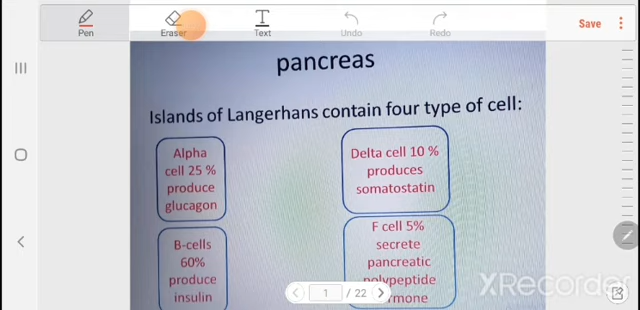 Pen
Eraser
Text
Undo
Redo
Save
pancreas
Islands of Langerhans contain four type of cell:
Alpha
cell 25 %
produce
glucagon
Delta cell 10 %
produces
somatostatin
B-cells
60%
produce
insulin
F cell 5%
secrete
pancreatic
polypeptide
1 / 22
XRecorder